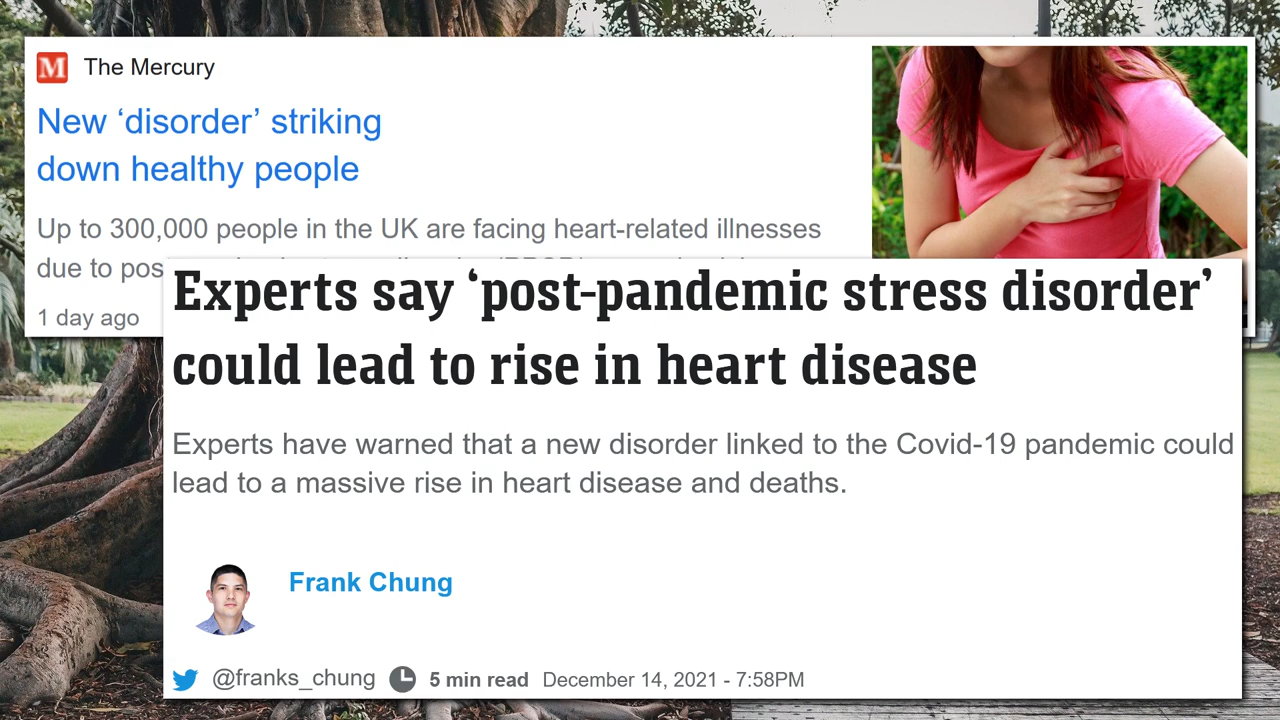 M The Mercury
New ‘disorder’ striking
down healthy people
Up to 300,000 people in the UK are facing heart-related illnesses
due to
1 day ago
Experts say ‘post-pandemic stress disorder’
could lead to rise in heart disease
Experts have warned that a new disorder linked to the Covid-19 pandemic could
lead to a massive rise in heart disease and deaths.
Frank Chung
@franks_chung 5 min read December 14, 2021 - 7:58PM